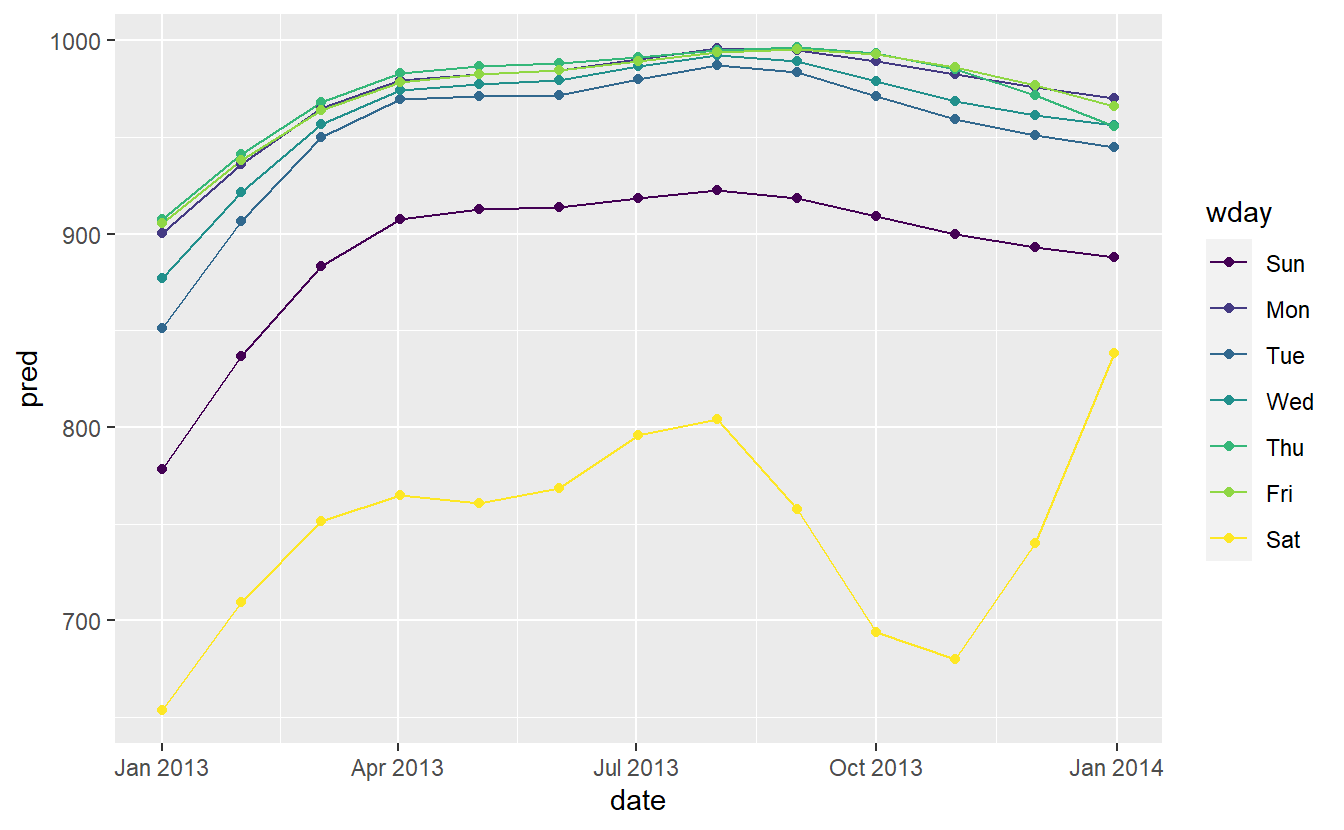 1000
900
800
700
pred
Jan 2013
Apr 2013
Jul 2013
Oct 2013
Jan 2014
date
wday
Sun
Mon
Tue
Wed
Thu
Fri
Sat